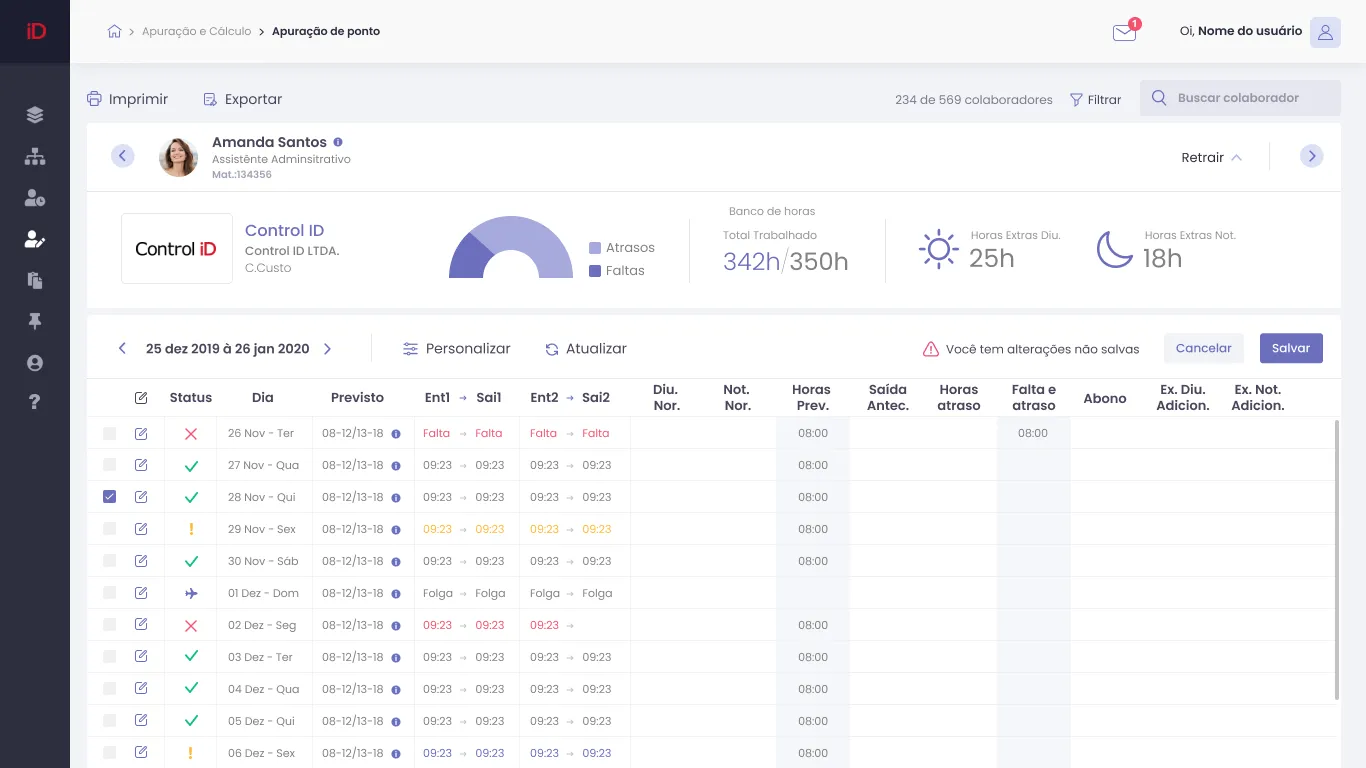 iD
Apuração e Cálculo > Apuração de ponto
1
Oi, Nome do usuário
Imprimir
Exportar
234 de 569 colaboradores
Filtrar
Buscar colaborador
Amanda Santos
Assistênte Adminsitrativo
Mat.:134356
Retrair
Control iD
Control ID
Control ID LTDA.
C.Custo
Atrasos
Faltas
Banco de horas
Total Trabalhado
342h/350h
Horas Extras Diu.
25h
Horas Extras Not.
18h
25 dez 2019 à 26 jan 2020
Personalizar
Atualizar
Você tem alterações não salvas
Cancelar
Salvar
Status Dia Previsto Ent1 → Sai1 Ent2 → Sai2 Diu. Nor. Not. Nor. Horas Prev. Saída Antec. Horas atraso Falta e atraso Abono Ex. Diu. Adicion. Ex. Not. Adicion.
26 Nov - Ter 08-12/13-18 Falta → Falta Falta → Falta 08:00 08:00
27 Nov - Qua 08-12/13-18 09:23 → 09:23 09:23 → 09:23 08:00
28 Nov - Qui 08-12/13-18 09:23 → 09:23 09:23 → 09:23 08:00
29 Nov - Sex 08-12/13-18 09:23 → 09:23 09:23 → 09:23 08:00
30 Nov - Sáb 08-12/13-18 09:23 → 09:23 09:23 → 09:23 08:00
01 Dez - Dom 08-12/13-18 Folga → Folga Folga → Folga
02 Dez - Seg 08-12/13-18 09:23 → 09:23 09:23 → 08:00
03 Dez - Ter 08-12/13-18 09:23 → 09:23 09:23 → 09:23 08:00
04 Dez - Qua 08-12/13-18 09:23 → 09:23 09:23 → 09:23 08:00
05 Dez - Qui 08-12/13-18 09:23 → 09:23 09:23 → 09:23 08:00
06 Dez - Sex 08-12/13-18 09:23 → 09:23 09:23 → 09:23 08:00